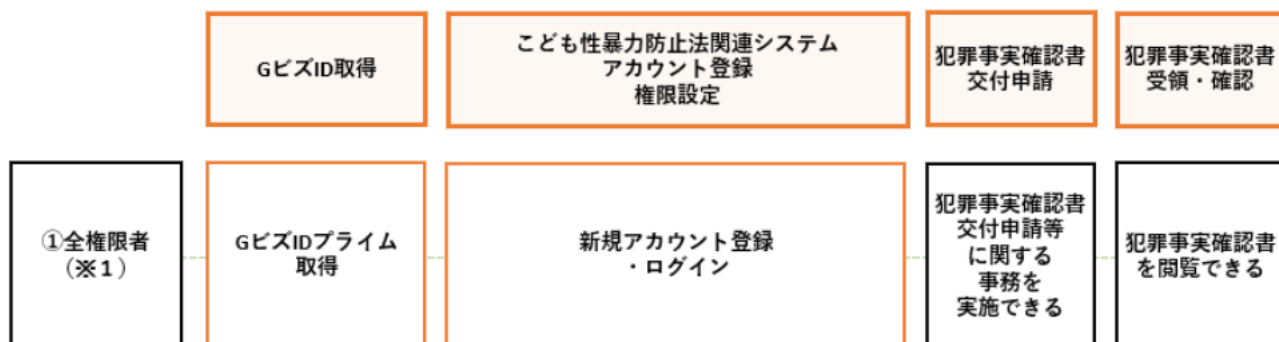 GビズID取得
こども性暴力防止法関連システム
アカウント登録
権限設定
犯罪事実確認書
交付申請
犯罪事実確認書
受領・確認
①全権限者
（※１）
GビズIDプライム
取得
新規アカウント登録
・ログイン
犯罪事実確認書
交付申請等
に関する
事務を
実施できる
犯罪事実確認書
を閲覧できる